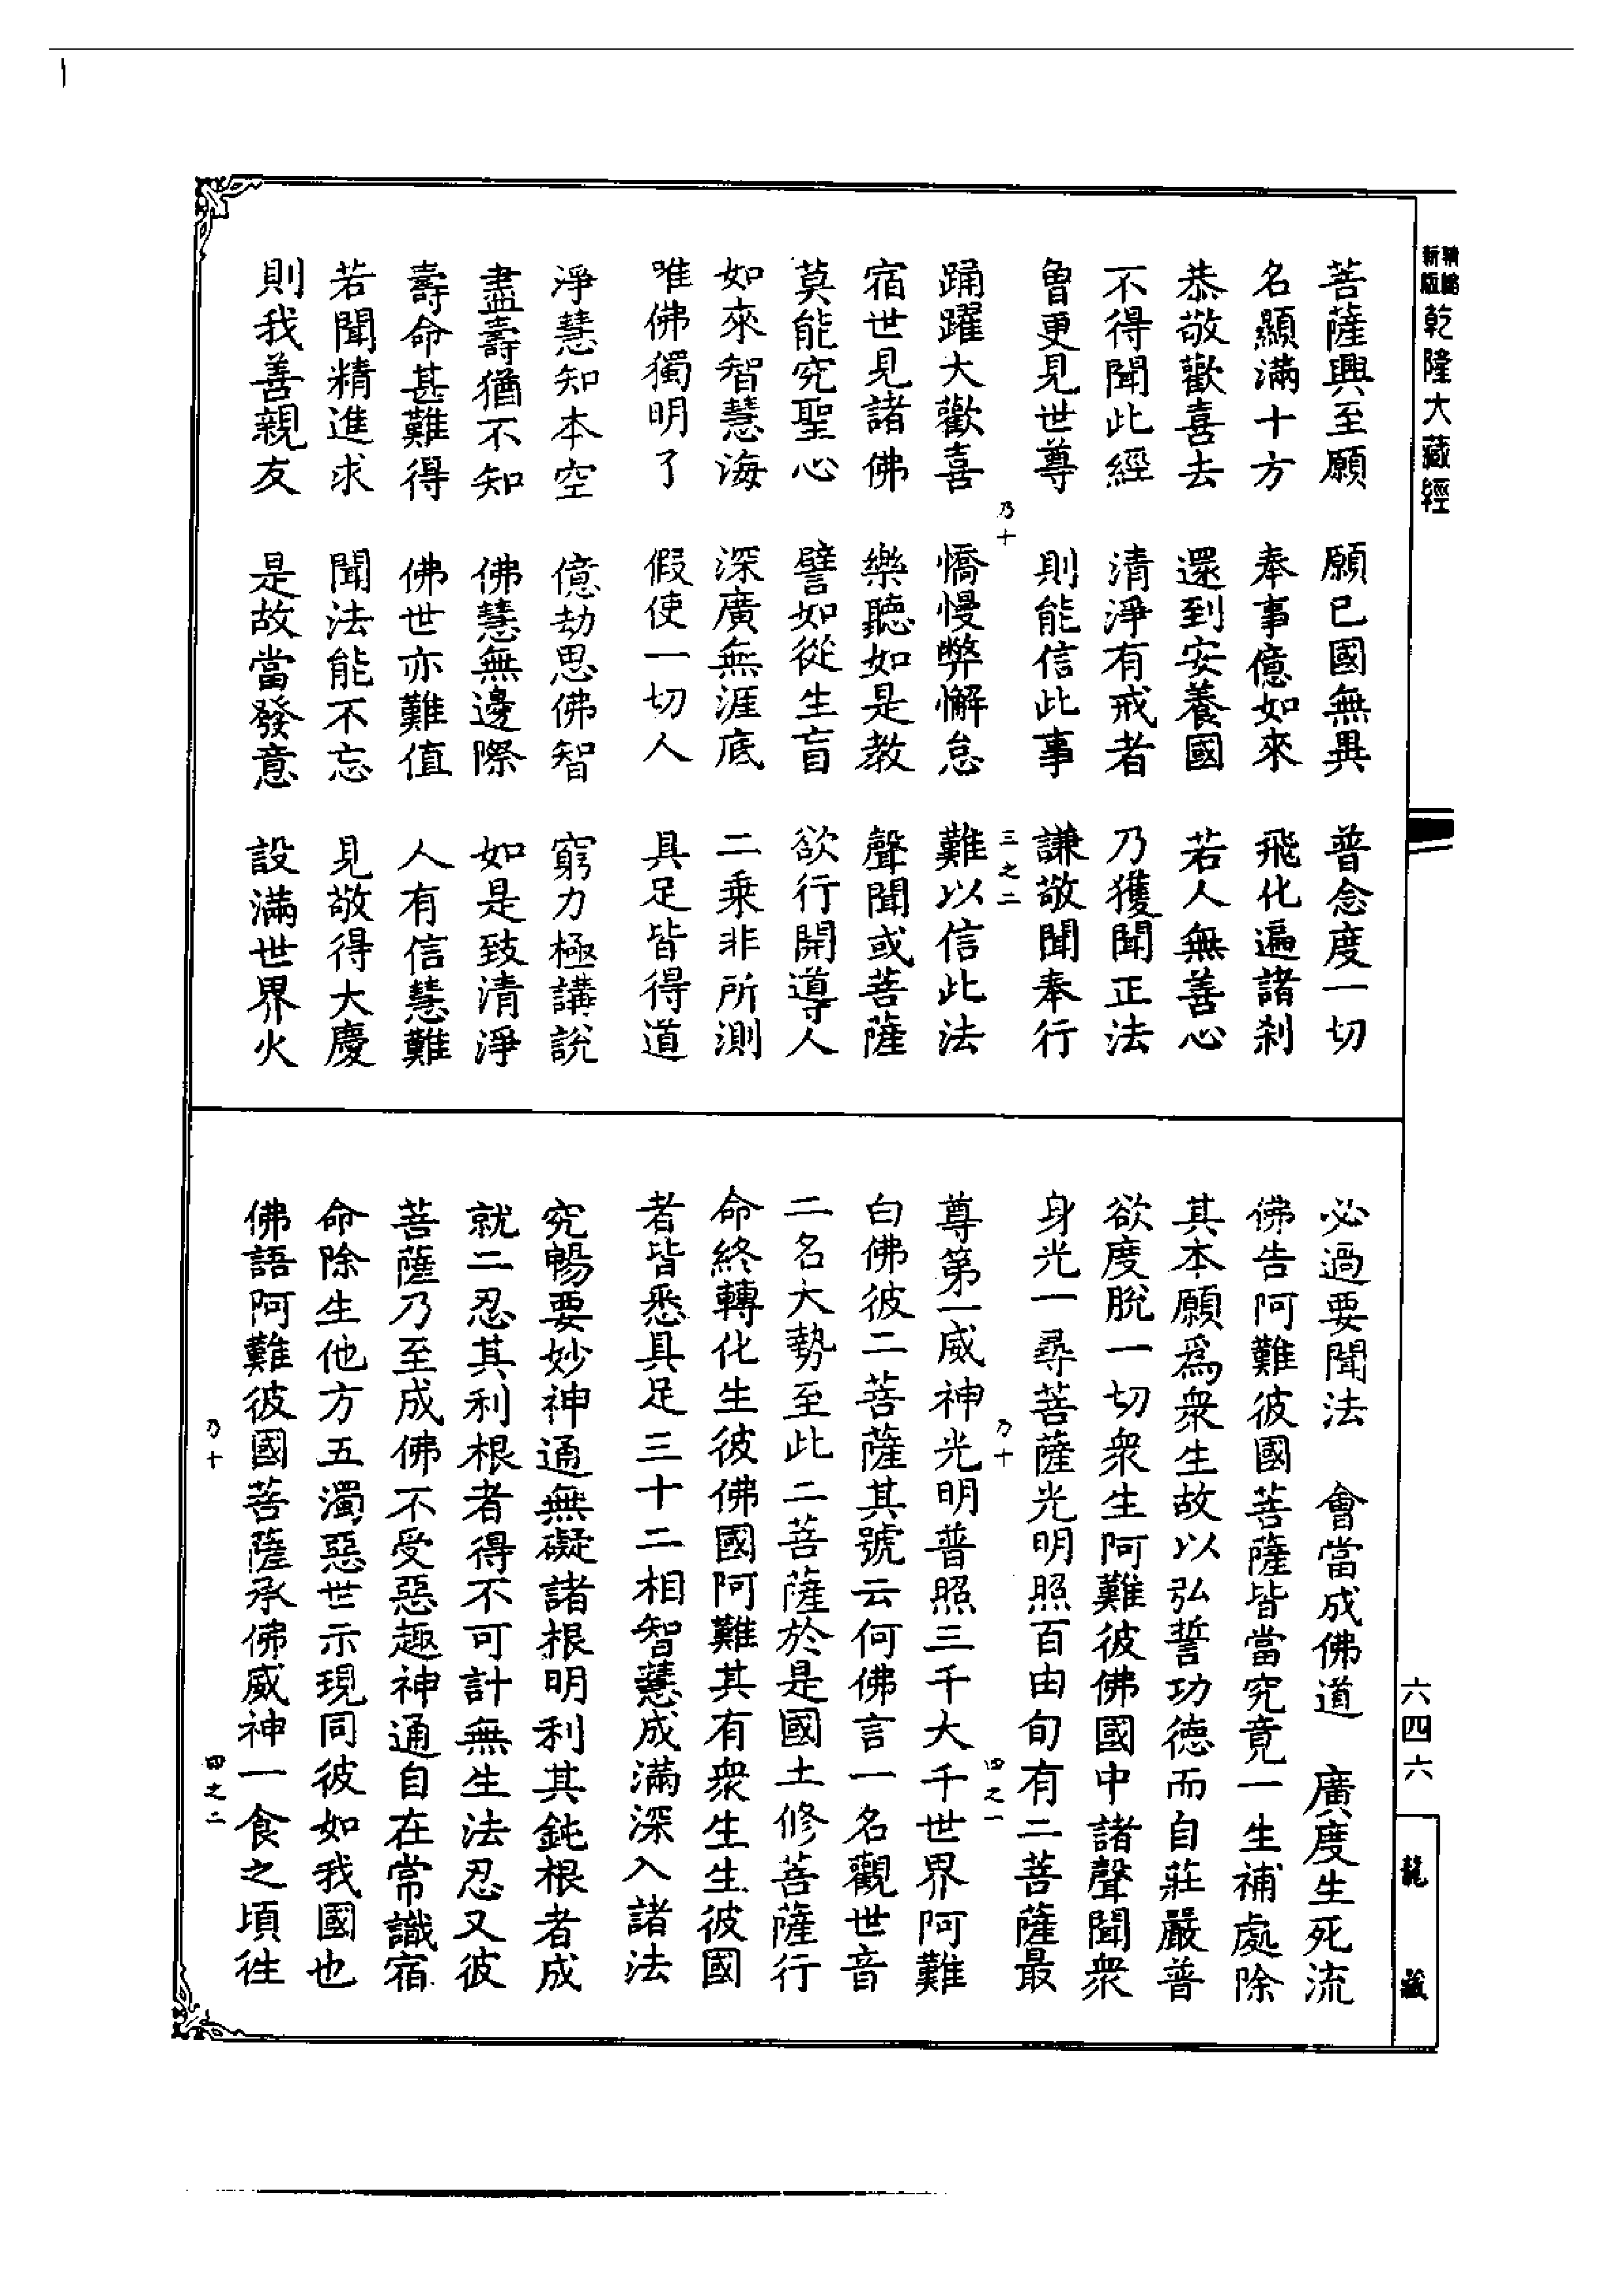 新版精縮乾隆大藏經
菩薩興至願　願已國無異　普念度一切
名顯滿十方　奉事億如來　飛化遍諸刹
恭敬歡喜去　還到安養國　若人無善心
不得聞此經　清淨有戒者　乃獲聞正法
曾更見世尊　則能信此事　謙敬聞奉行
乃十　三之二
踊躍大歡喜　憍慢弊懈怠　難以信此法
宿世見諸佛　樂聽如是教　聲聞或菩薩
莫能究聖心　譬如從生盲　欲行開導人
如來智慧海　深廣無涯底　二乘非所測
唯佛獨明了　假使一切人　具足皆得道
淨慧知本空　億劫思佛智　窮力極講說
盡壽猶不知　佛慧無邊際　如是致清淨
壽命甚難得　佛世亦難值　人有信慧難
若聞精進求　聞法能不忘　見敬得大慶
則我善親友　是故當發意　設滿世界火
必過要聞法　會當成佛道　廣度生死流
佛告阿難彼國菩薩皆當究竟一生補處除
其本願爲衆生故以弘誓功德而自莊嚴普
欲度脫一切衆生阿難彼佛國中諸聲聞衆
身光一尋菩薩光明照百由旬有二菩薩最
乃十　四之一
尊第一威神光明普照三千大千世界阿難
白佛彼二菩薩其號云何佛言一名觀世音
二名大勢至此二菩薩於是國土修菩薩行
命終轉化生彼佛國阿難其有衆生生彼國
者皆悉具足三十二相智慧成滿深入諸法
究暢要妙神通無礙諸根明利其鈍根者成
就二忍其利根者得不可計無生法忍又彼
菩薩乃至成佛不受惡趣神通自在常識宿
命除生他方五濁惡世示現同彼如我國也
佛語阿難彼國菩薩承佛威神一食之頃往
乃十　四之二
六四六
龍藏